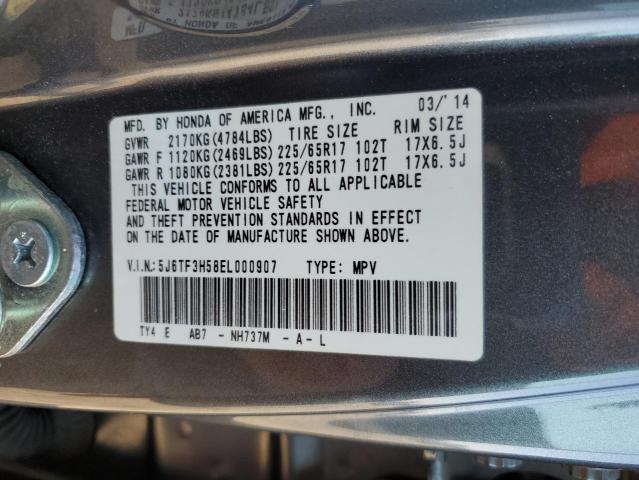 MFD. BY HONDA OF AMERICA MFG., INC. 03/'14
GVWR 2170KG(4784LBS) TIRE SIZE RIM SIZE
GAWR F 1120KG(2469LBS) 225/65R17 102T 17X6.5J
GAWR R 1080KG(2381LBS) 225/65R17 102T 17X6.5J
THIS VEHICLE CONFORMS TO ALL APPLICABLE
FEDERAL MOTOR VEHICLE SAFETY
AND THEFT PREVENTION STANDARDS IN EFFECT
ON THE DATE OF MANUFACTURE SHOWN ABOVE.
V.I.N.:5J6TF3H58EL000907 TYPE: MPV
TY4 E AB7 - NH737M - A - L